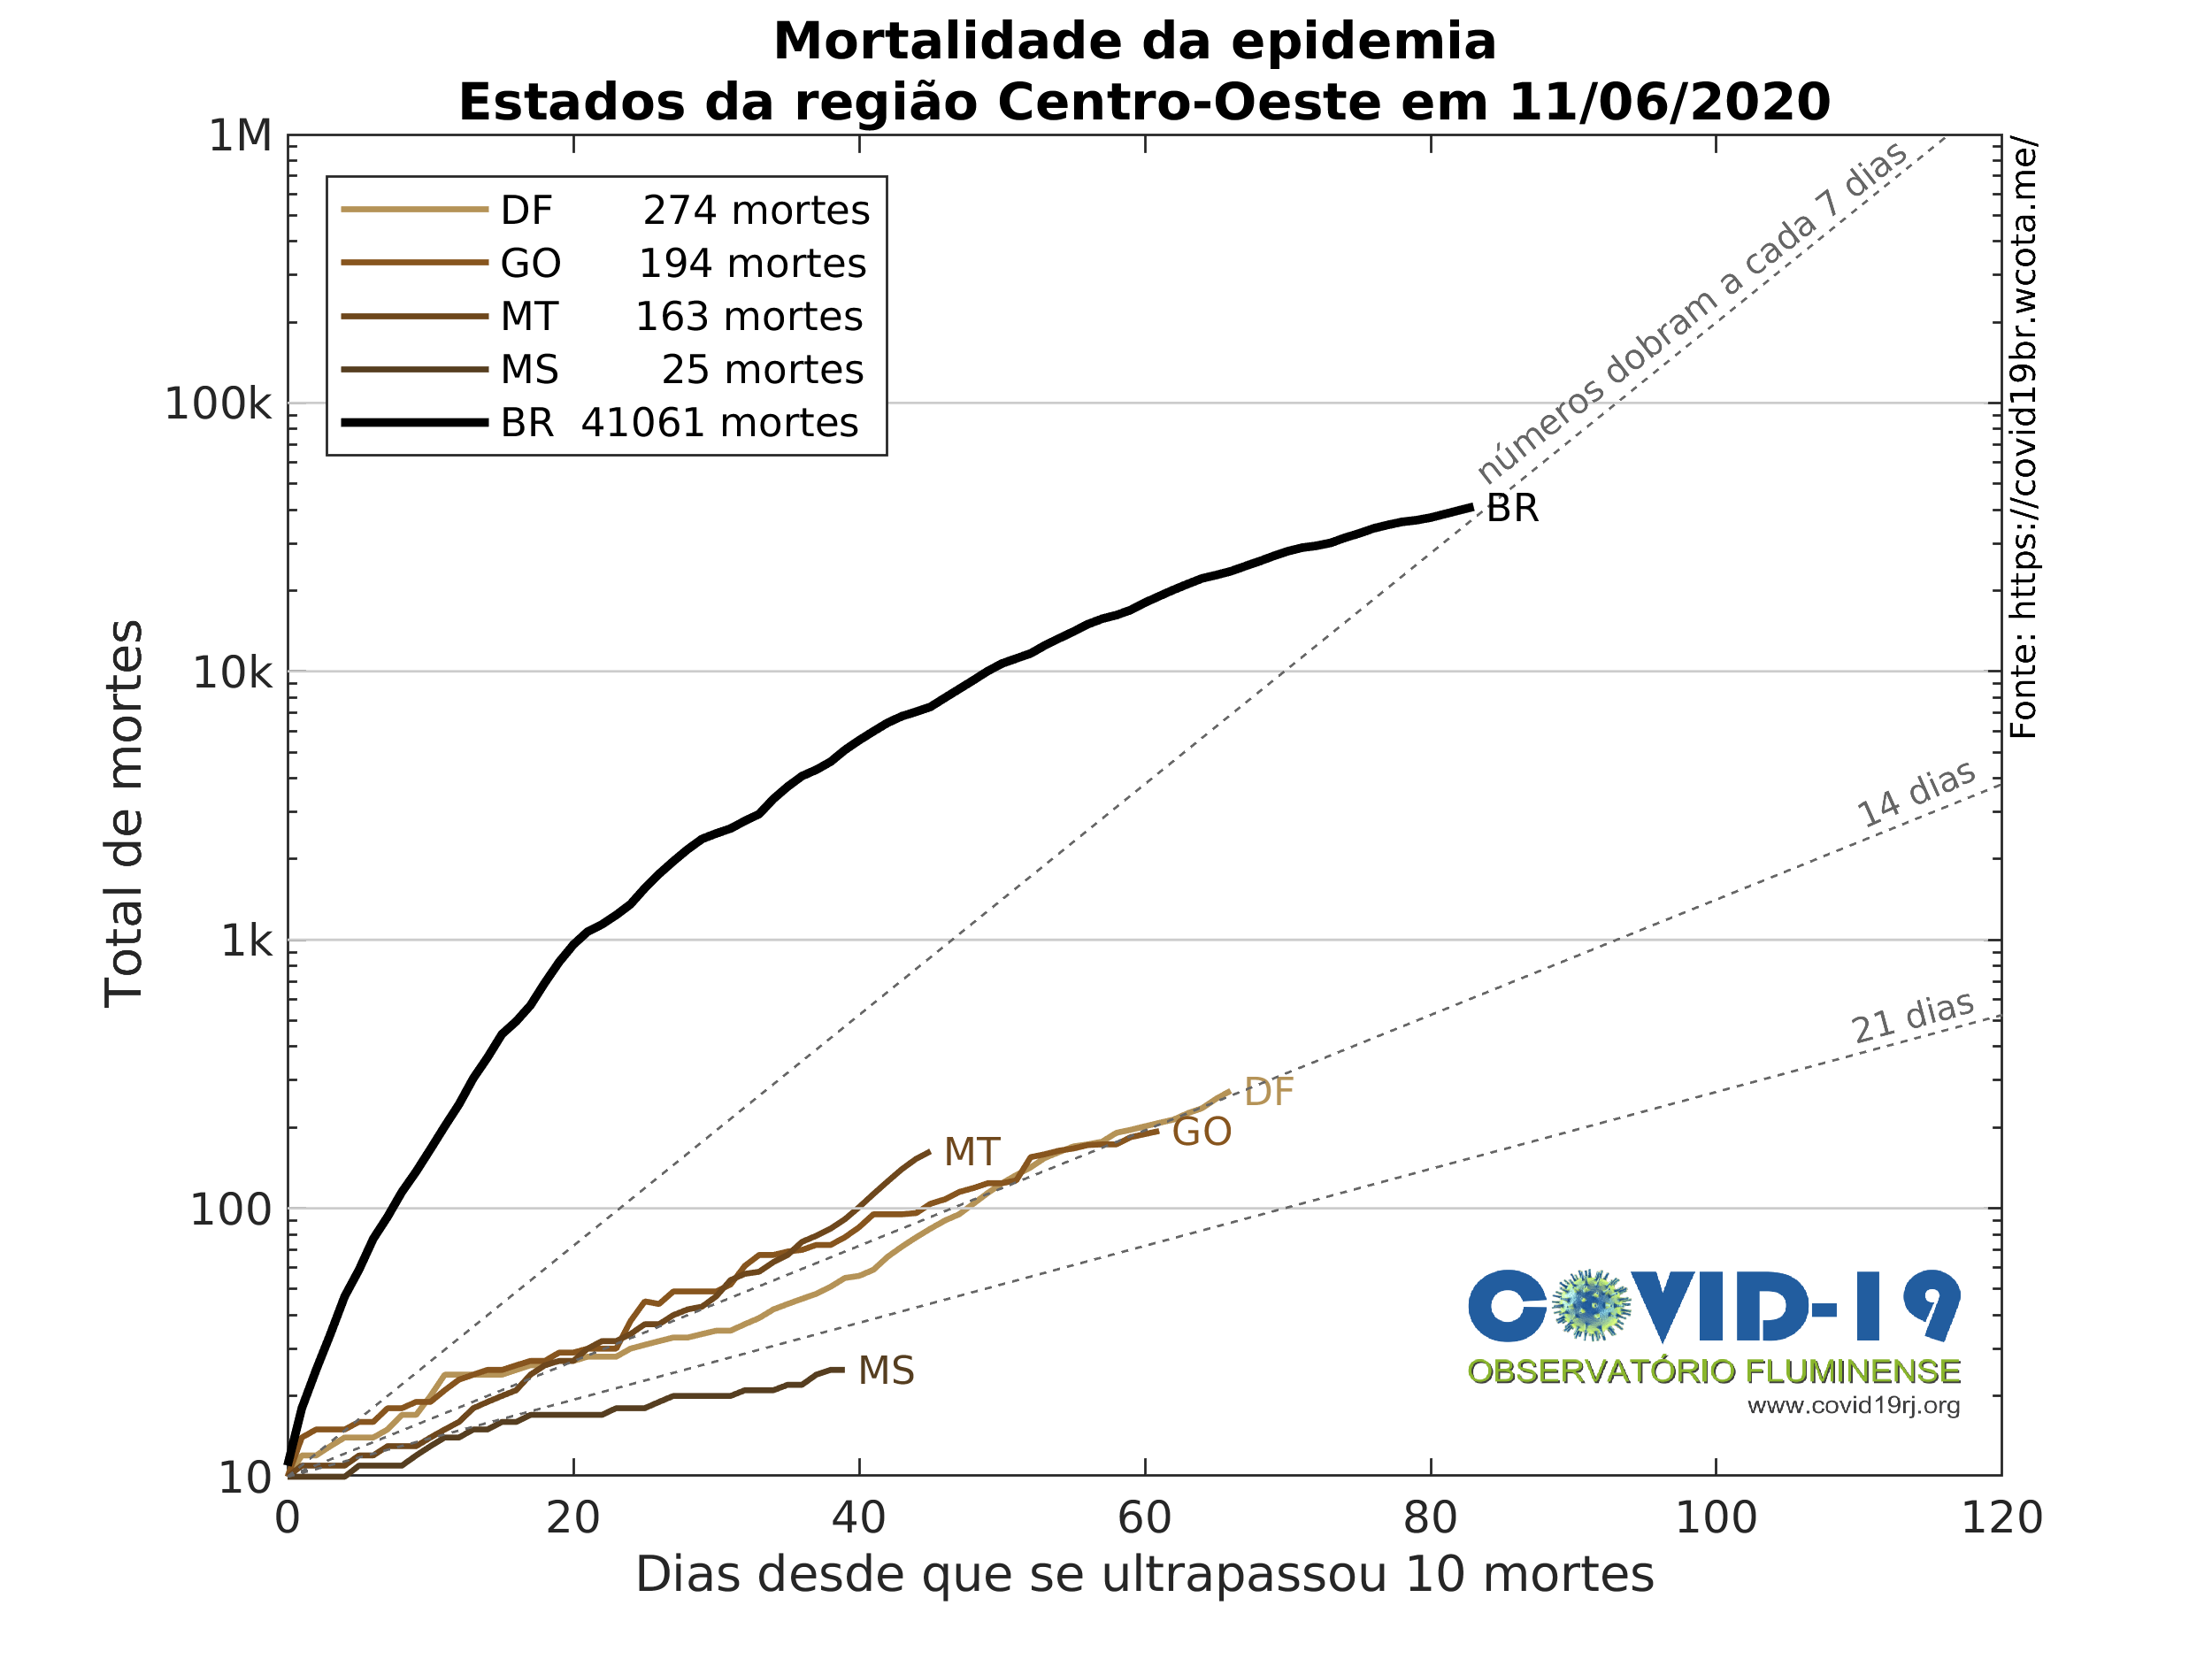 Mortalidade da epidemia
Estados da região Centro-Oeste em 11/06/2020
1M
100k
10k
1k
100
10
Total de mortes
DF 274 mortes
GO 194 mortes
MT 163 mortes
MS 25 mortes
BR 41061 mortes
números dobram a cada 7 dias
BR
14 dias
21 dias
DF
GO
MT
MS
Fonte: https://covid19br.wcota.me/
COVID-19
OBSERVATÓRIO FLUMINENSE
www.covid19rj.org
0 20 40 60 80 100 120
Dias desde que se ultrapassou 10 mortes